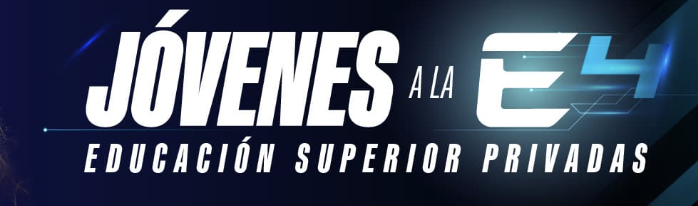 JÓVENES A LA E4
EDUCACIÓN SUPERIOR PRIVADAS